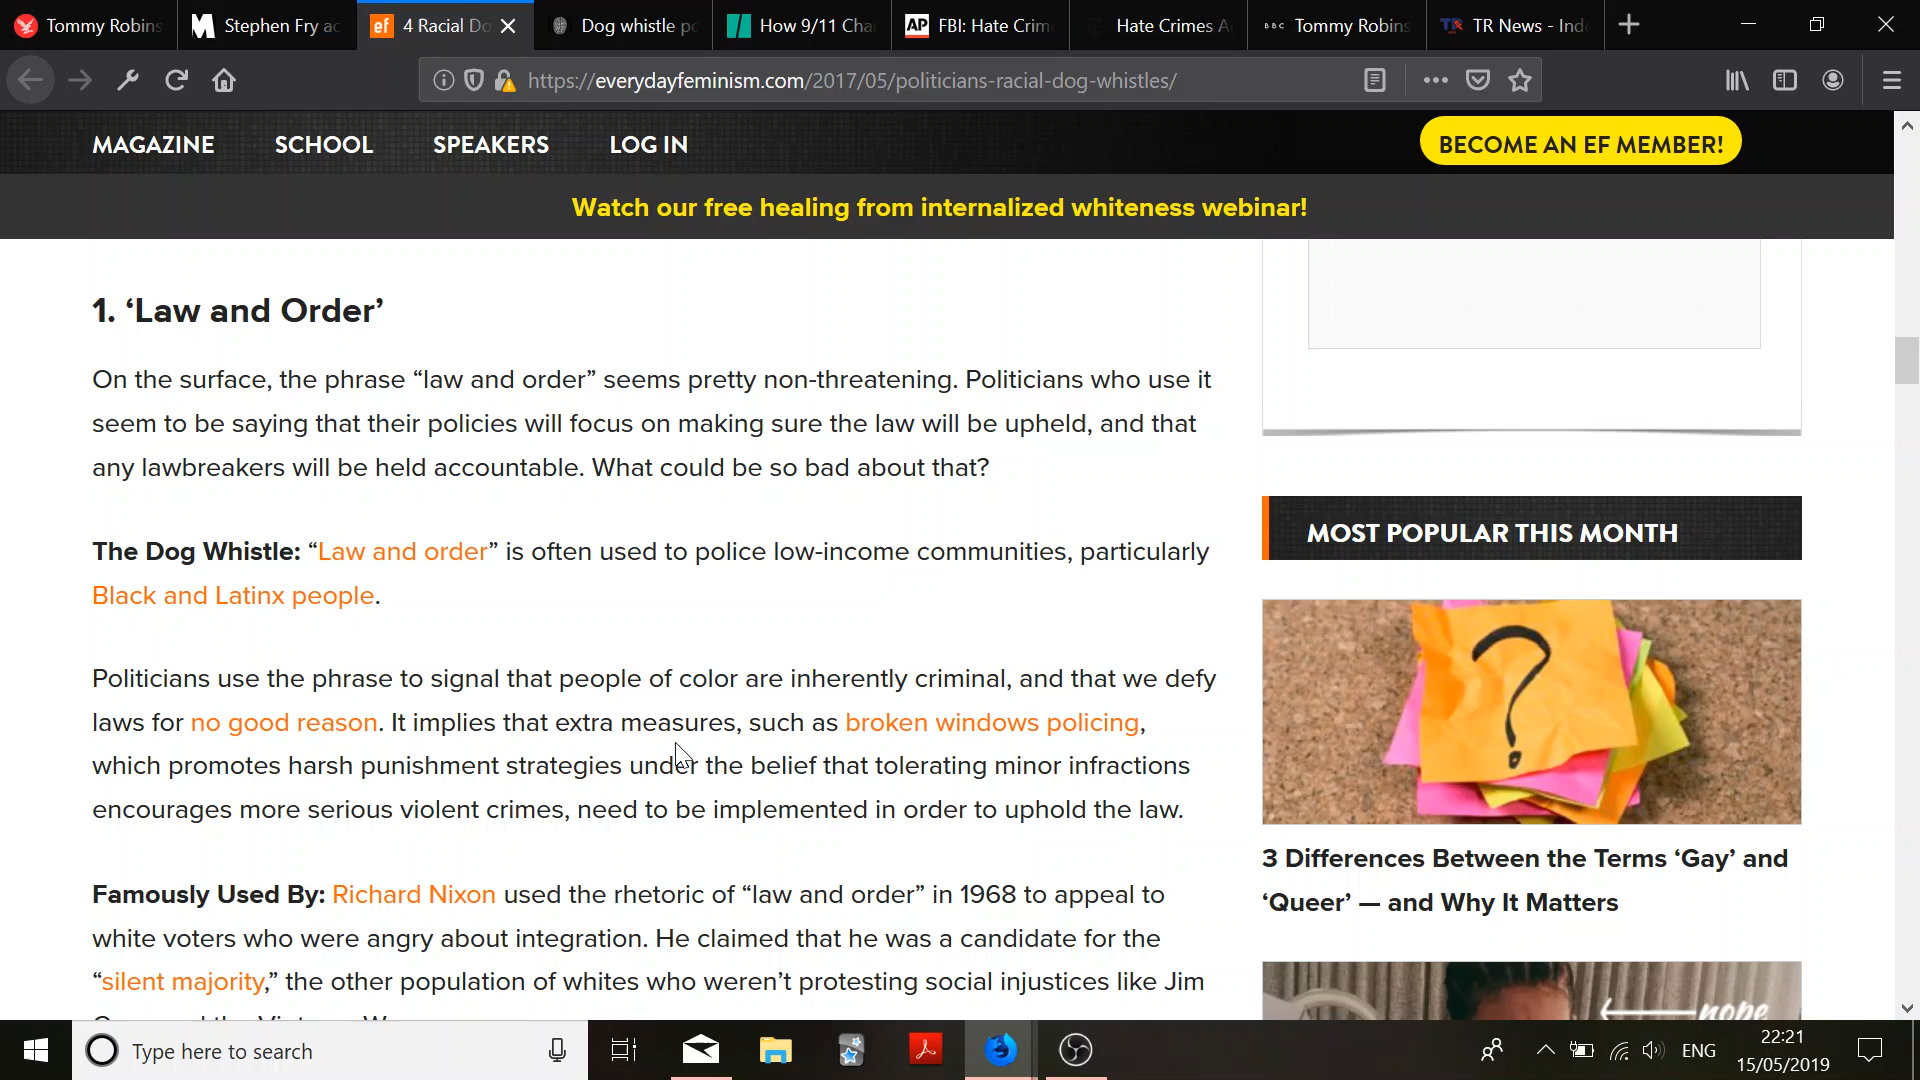 Tommy Robins
Stephen Fry ac
4 Racial Do
Dog whistle po
How 9/11 Cha
AP
FBI: Hate Crim
Hate Crimes A
BBC
Tommy Robins
TR News - Ind
https://everydayfeminism.com/2017/05/politicians-racial-dog-whistles/
MAGAZINE
SCHOOL
SPEAKERS
LOG IN
BECOME AN EF MEMBER!
Watch our free healing from internalized whiteness webinar!
1. ‘Law and Order’
On the surface, the phrase “law and order” seems pretty non-threatening. Politicians who use it
seem to be saying that their policies will focus on making sure the law will be upheld, and that
any lawbreakers will be held accountable. What could be so bad about that?
The Dog Whistle: “Law and order” is often used to police low-income communities, particularly
Black and Latinx people.
Politicians use the phrase to signal that people of color are inherently criminal, and that we defy
laws for no good reason. It implies that extra measures, such as broken windows policing,
which promotes harsh punishment strategies under the belief that tolerating minor infractions
encourages more serious violent crimes, need to be implemented in order to uphold the law.
Famously Used By: Richard Nixon used the rhetoric of “law and order” in 1968 to appeal to
white voters who were angry about integration. He claimed that he was a candidate for the
“silent majority,” the other population of whites who weren’t protesting social injustices like Jim
MOST POPULAR THIS MONTH
?
3 Differences Between the Terms ‘Gay’ and
‘Queer’ — and Why It Matters
nope
Type here to search
ENG
22:21
15/05/2019